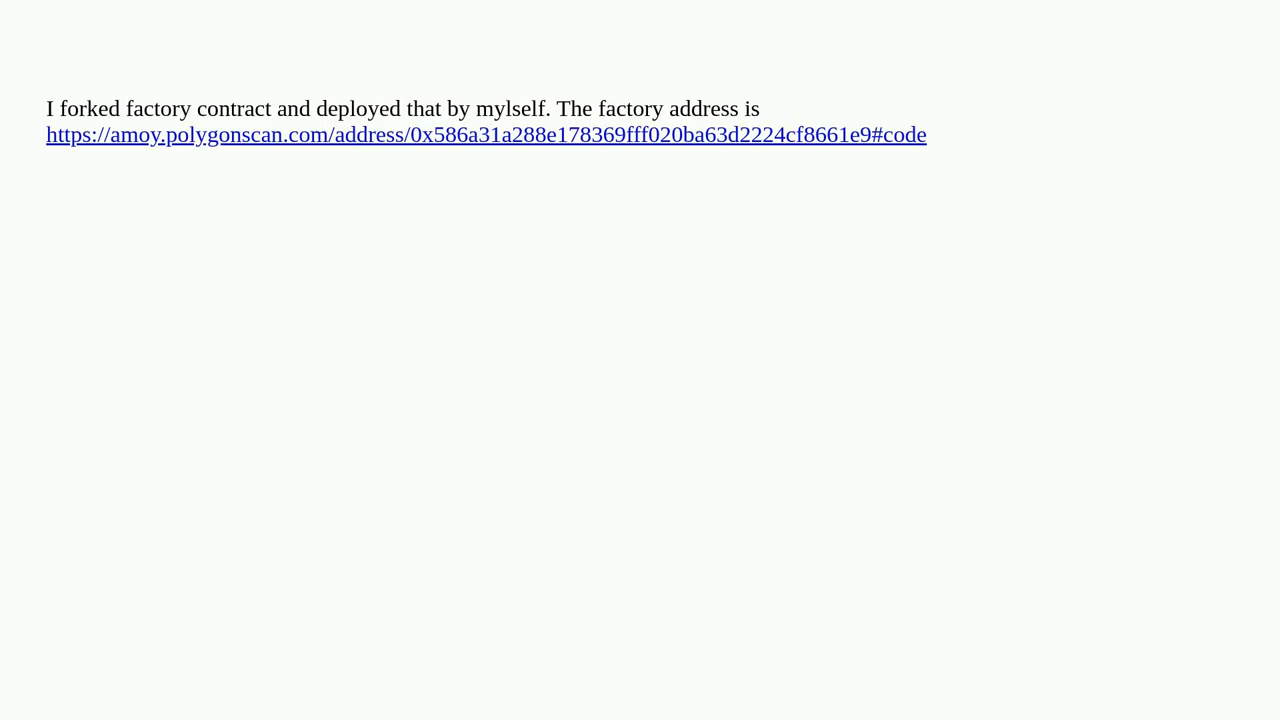 I forked factory contract and deployed that by mylself. The factory address is
https://amoy.polygonscan.com/address/0x586a31a288e178369fff020ba63d2224cf8661e9#code